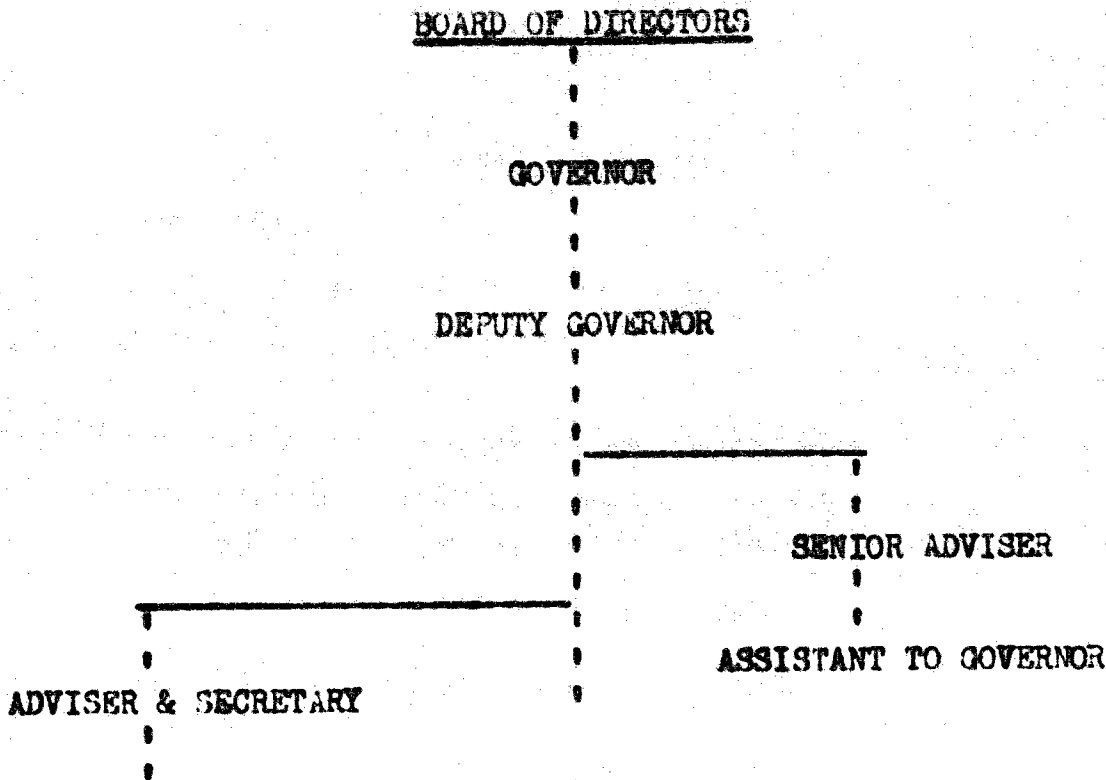 BOARD OF DIRECTORS
GOVERNOR
DEPUTY GOVERNOR
SENIOR ADVISER
ASSISTANT TO GOVERNOR
ADVISER & SECRETARY